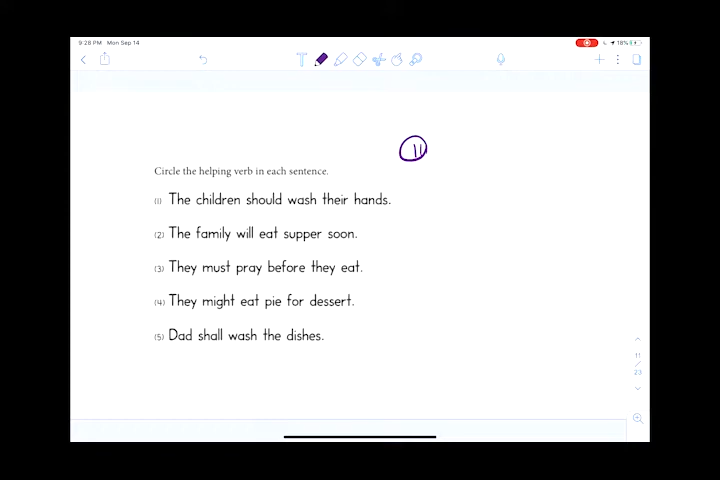 9:28 PM Mon Sep 14
18%
T
11
Circle the helping verb in each sentence.
(1) The children should wash their hands.
(2) The family will eat supper soon.
(3) They must pray before they eat.
(4) They might eat pie for dessert.
(5) Dad shall wash the dishes.
11
/
23